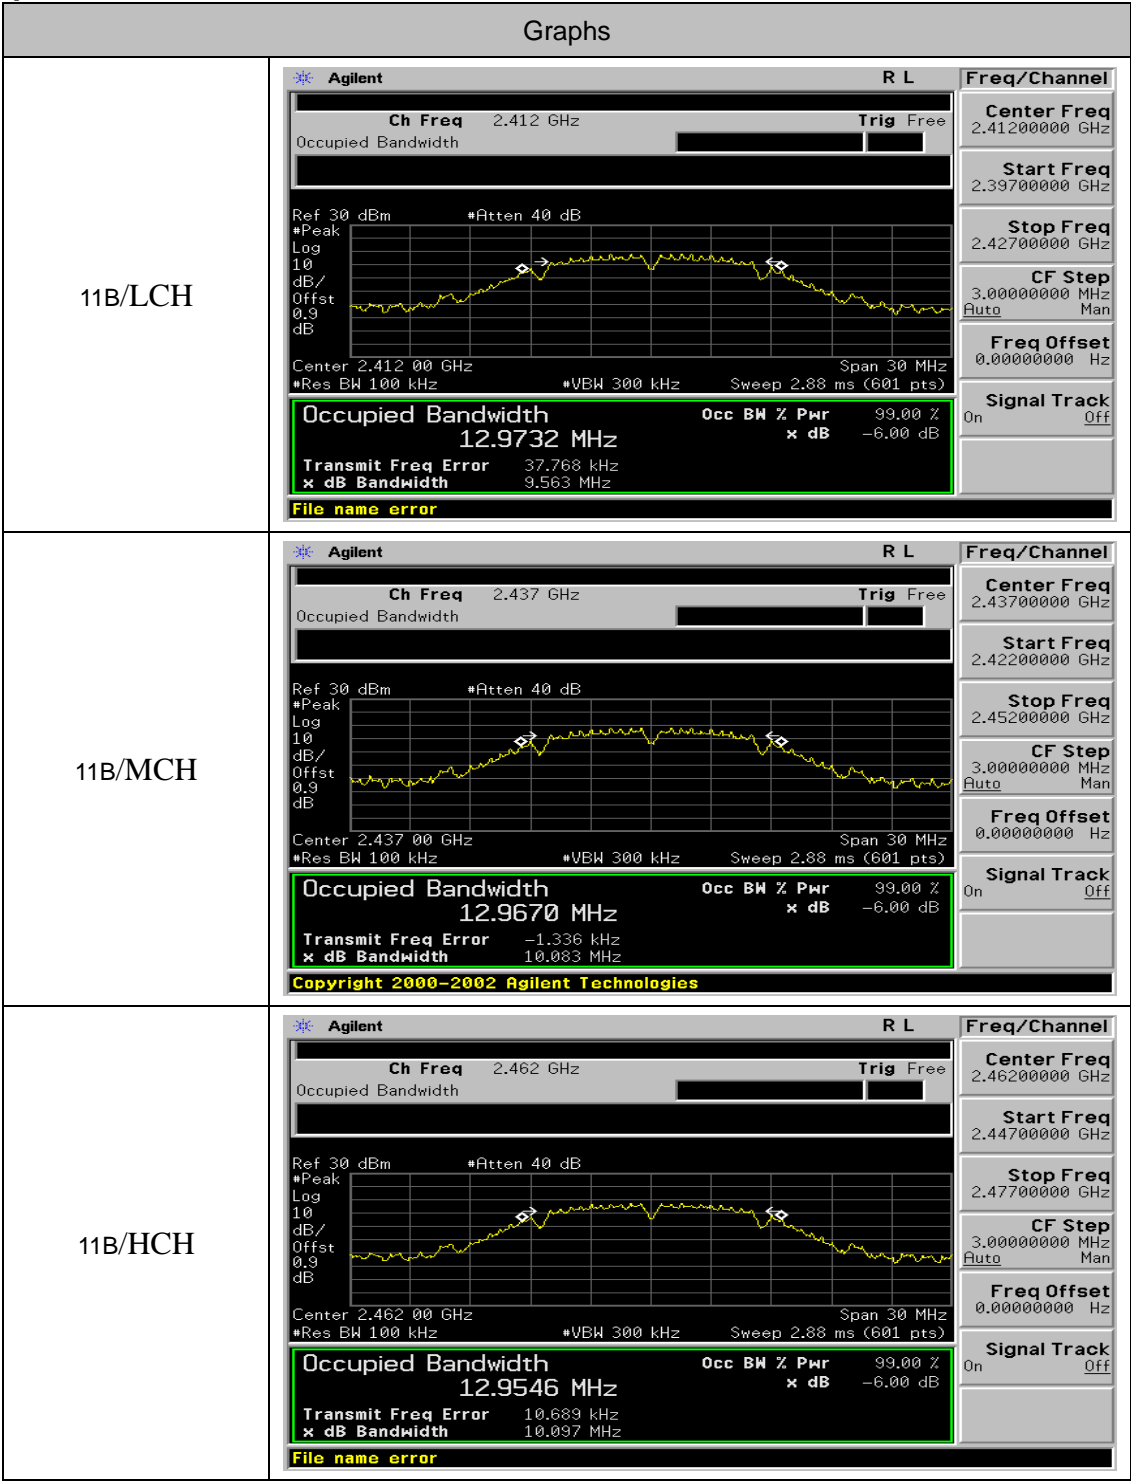 Graphs
11B/LCH
Agilent R L Freq/Channel
Ch Freq 2.412 GHz Trig Free
Occupied Bandwidth
Center Freq
2.41200000 GHz
Start Freq
2.39700000 GHz
Stop Freq
2.42700000 GHz
CF Step
3.00000000 MHz
Auto Man
Freq Offset
0.00000000 Hz
Signal Track
On Off
Ref 30 dBm #Atten 40 dB
#Peak
Log
10
dB/
Offst
0.9
dB
Center 2.412 00 GHz Span 30 MHz
#Res BW 100 kHz #VBW 300 kHz Sweep 2.88 ms (601 pts)
Occupied Bandwidth Occ BW % Pwr 99.00 %
12.9732 MHz x dB -6.00 dB
Transmit Freq Error 37.768 kHz
x dB Bandwidth 9.563 MHz
File name error
11B/MCH
Agilent R L Freq/Channel
Ch Freq 2.437 GHz Trig Free
Occupied Bandwidth
Center Freq
2.43700000 GHz
Start Freq
2.42200000 GHz
Stop Freq
2.45200000 GHz
CF Step
3.00000000 MHz
Auto Man
Freq Offset
0.00000000 Hz
Signal Track
On Off
Ref 30 dBm #Atten 40 dB
#Peak
Log
10
dB/
Offst
0.9
dB
Center 2.437 00 GHz Span 30 MHz
#Res BW 100 kHz #VBW 300 kHz Sweep 2.88 ms (601 pts)
Occupied Bandwidth Occ BW % Pwr 99.00 %
12.9670 MHz x dB -6.00 dB
Transmit Freq Error -1.336 kHz
x dB Bandwidth 10.083 MHz
Copyright 2000-2002 Agilent Technologies
11B/HCH
Agilent R L Freq/Channel
Ch Freq 2.462 GHz Trig Free
Occupied Bandwidth
Center Freq
2.46200000 GHz
Start Freq
2.44700000 GHz
Stop Freq
2.47700000 GHz
CF Step
3.00000000 MHz
Auto Man
Freq Offset
0.00000000 Hz
Signal Track
On Off
Ref 30 dBm #Atten 40 dB
#Peak
Log
10
dB/
Offst
0.9
dB
Center 2.462 00 GHz Span 30 MHz
#Res BW 100 kHz #VBW 300 kHz Sweep 2.88 ms (601 pts)
Occupied Bandwidth Occ BW % Pwr 99.00 %
12.9546 MHz x dB -6.00 dB
Transmit Freq Error 10.689 kHz
x dB Bandwidth 10.097 MHz
File name error